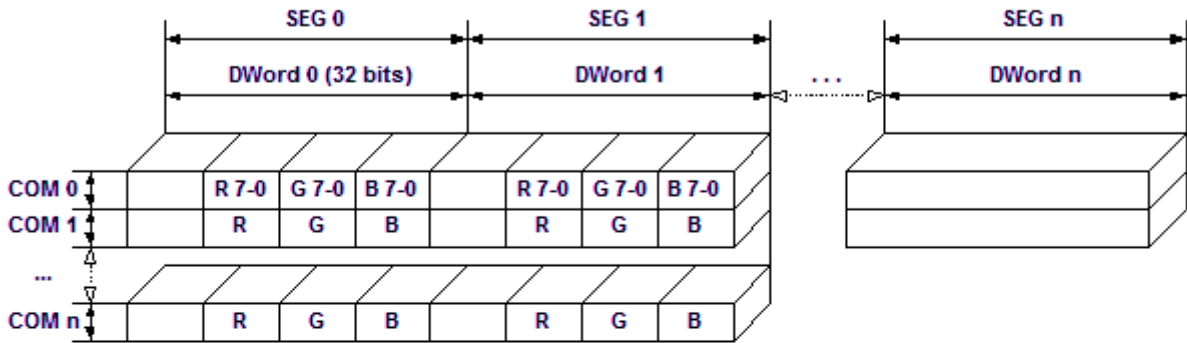 SEG 0 SEG 1 SEG n
DWord 0 (32 bits) DWord 1 . . . DWord n
COM 0 R 7-0 G 7-0 B 7-0 R 7-0 G 7-0 B 7-0
COM 1 R G B R G B
...
COM n R G B R G B